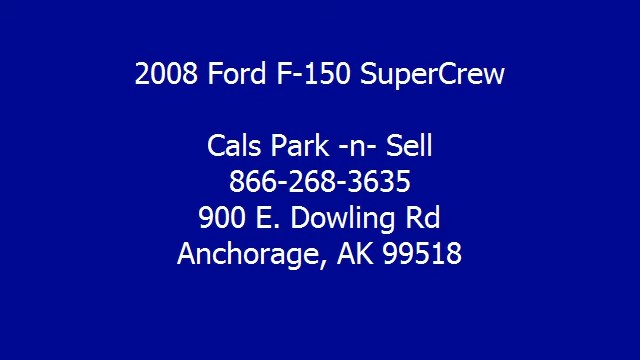 2008 Ford F-150 SuperCrew
Cals Park -n- Sell
866-268-3635
900 E. Dowling Rd
Anchorage, AK 99518